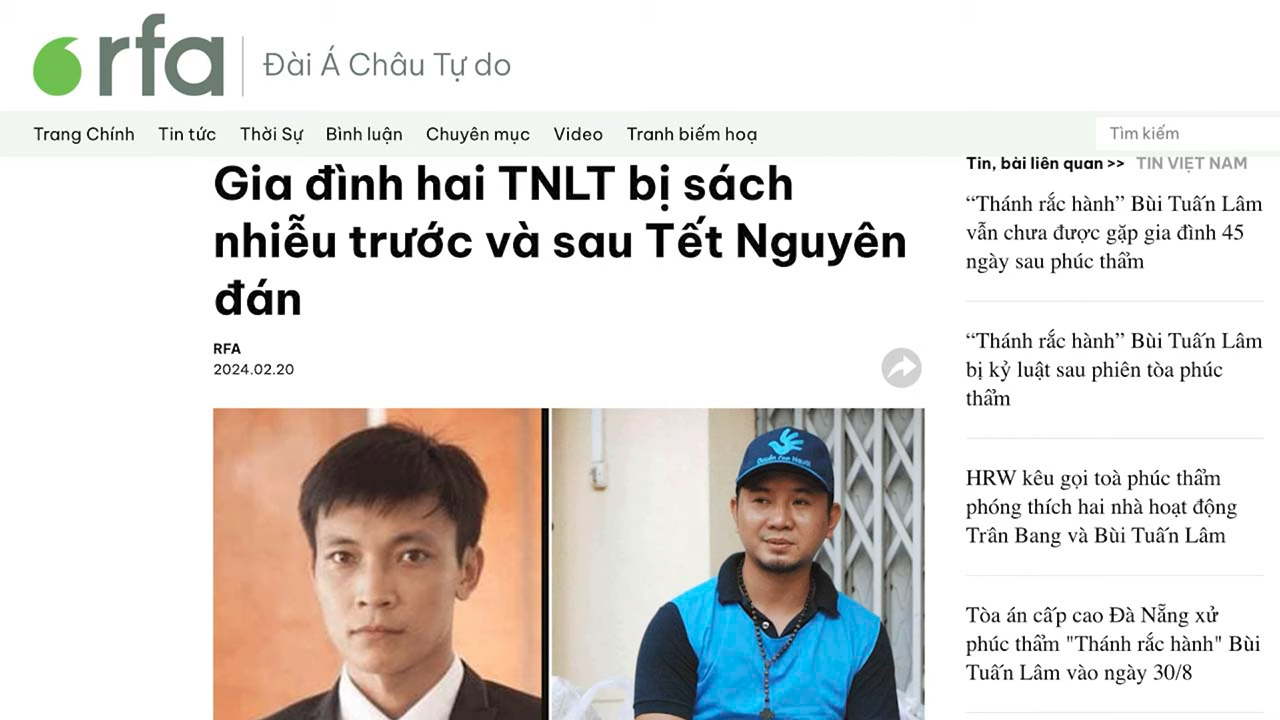 rfa Đài Á Châu Tự do
Trang Chính Tin tức Thời Sự Bình luận Chuyên mục Video Tranh biếm hoạ Tìm kiếm
Gia đình hai TNLT bị sách
nhiễu trước và sau Tết Nguyên
đán
RFA
2024.02.20
Quyền Con Người
Tin, bài liên quan >> TIN VIỆT NAM
“Thánh rắc hành” Bùi Tuấn Lâm
vẫn chưa được gặp gia đình 45
ngày sau phúc thẩm
“Thánh rắc hành” Bùi Tuấn Lâm
bị kỷ luật sau phiên tòa phúc
thẩm
HRW kêu gọi toà phúc thẩm
phóng thích hai nhà hoạt động
Trân Bang và Bùi Tuấn Lâm
Tòa án cấp cao Đà Nẵng xử
phúc thẩm "Thánh rắc hành" Bùi
Tuấn Lâm vào ngày 30/8